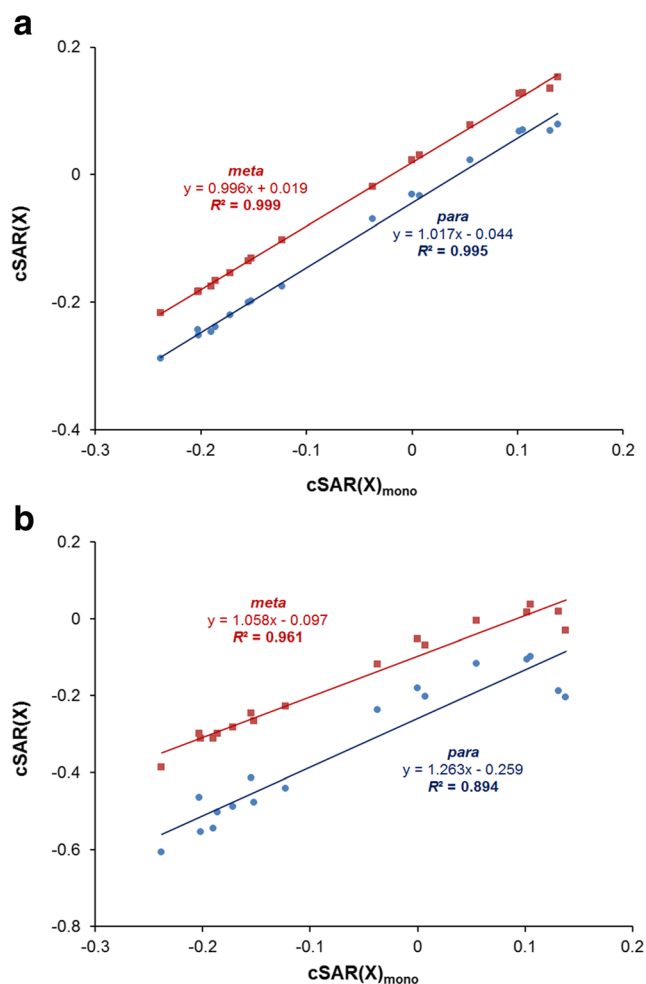 a
0.2
0
-0.2
-0.4
cSAR(X)
meta
y = 0.996x + 0.019
R² = 0.999
para
y = 1.017x - 0.044
R² = 0.995
-0.3 -0.2 -0.1 0 0.1 0.2
cSAR(X)mono
b
0.2
0
-0.2
-0.4
-0.6
-0.8
cSAR(X)
meta
y = 1.058x - 0.097
R² = 0.961
para
y = 1.263x - 0.259
R² = 0.894
-0.3 -0.2 -0.1 0 0.1 0.2
cSAR(X)mono